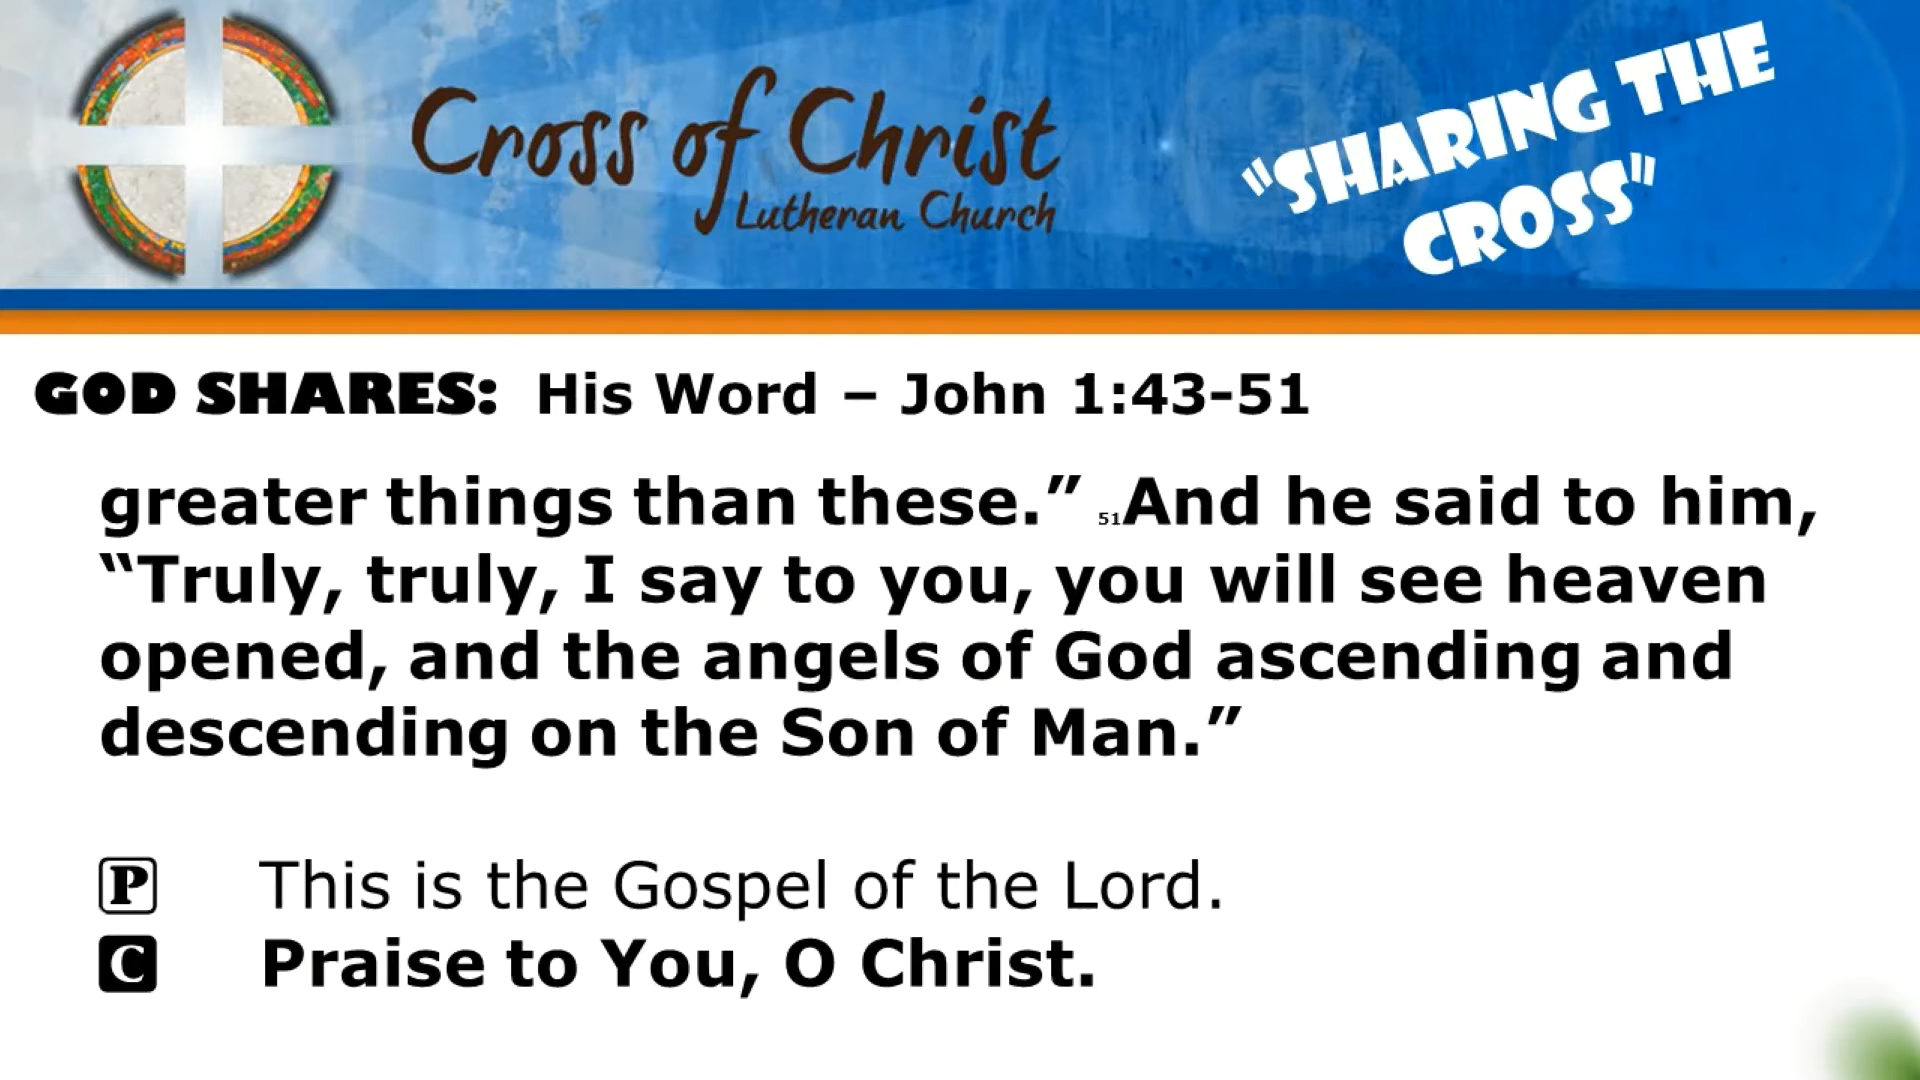 Cross of Christ
Lutheran Church
“SHARING THE
CROSS”
GOD SHARES: His Word – John 1:43-51
greater things than these.” 51And he said to him,
“Truly, truly, I say to you, you will see heaven
opened, and the angels of God ascending and
descending on the Son of Man.”
P This is the Gospel of the Lord.
C Praise to You, O Christ.